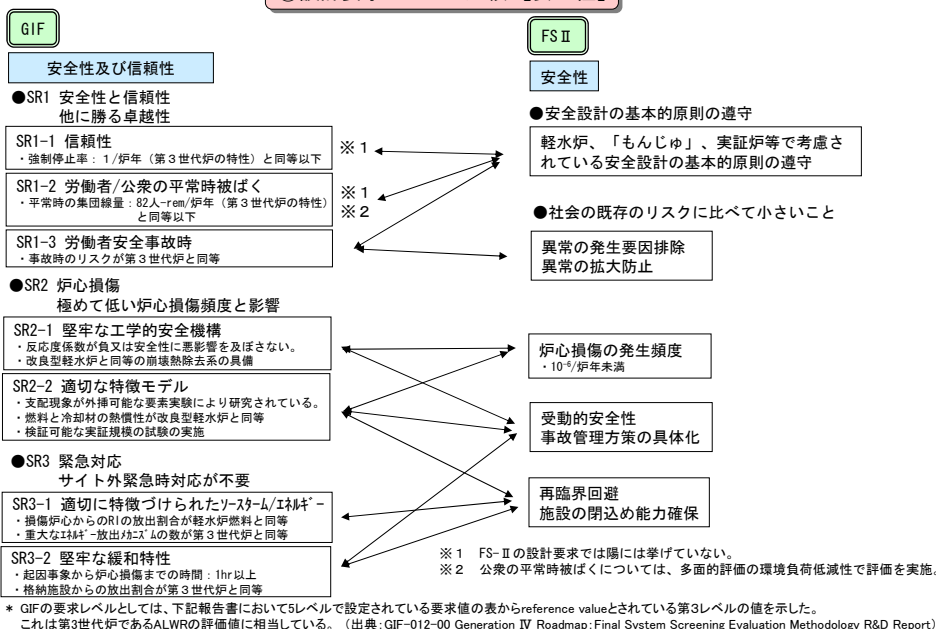 GIF
安全性及び信頼性
●SR1 安全性と信頼性
他に勝る卓越性
SR1-1 信頼性
・強制停止率：1/炉年（第3世代炉の特性）と同等以下
SR1-2 労働者/公衆の平常時被ばく
・平常時の集団線量：82人-rem/炉年（第3世代炉の特性）
と同等以下
SR1-3 労働者安全事故時
・事故時のリスクが第3世代炉と同等
●SR2 炉心損傷
極めて低い炉心損傷頻度と影響
SR2-1 堅牢な工学的安全機構
・反応度係数が負又は安全性に悪影響を及ぼさない。
・改良型軽水炉と同等の崩壊熱除去系の具備
SR2-2 適切な特徴モデル
・支配現象が外挿可能な要素実験により研究されている。
・燃料と冷却材の熱慣性が改良型軽水炉と同等
・検証可能な実証規模の試験の実施
●SR3 緊急対応
サイト外緊急時対応が不要
SR3-1 適切に特徴づけられたｿｰｽﾀｰﾑ/ｴﾈﾙｷﾞｰ
・損傷炉心からのRIの放出割合が軽水炉燃料と同等
・重大なｴﾈﾙｷﾞｰ放出ﾒｶﾆｽﾞﾑの数が第3世代炉と同等
SR3-2 堅牢な緩和特性
・起因事象から炉心損傷までの時間：1hr以上
・格納施設からの放出割合が第3世代炉と同等
※1
※1
※2
FSⅡ
安全性
●安全設計の基本的原則の遵守
軽水炉、「もんじゅ」、実証炉等で考慮さ
れている安全設計の基本的原則の遵守
●社会の既存のリスクに比べて小さいこと
異常の発生要因排除
異常の拡大防止
炉心損傷の発生頻度
・10⁻⁶/炉年未満
受動的安全性
事故管理方策の具体化
再臨界回避
施設の閉込め能力確保
※1 FS-Ⅱの設計要求では陽には挙げていない。
※2 公衆の平常時被ばくについては、多面的評価の環境負荷低減性で評価を実施。
* GIFの要求レベルとしては、下記報告書において5レベルで設定されている要求値の表からreference valueとされている第3レベルの値を示した。
これは第3世代炉であるALWRの評価値に相当している。（出典：GIF-012-00 Generation Ⅳ Roadmap：Final System Screening Evaluation Methodology R&D Report）